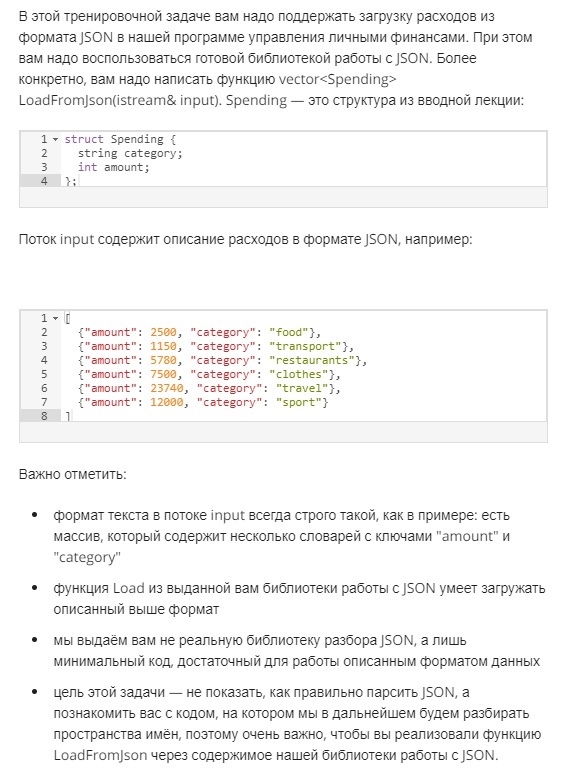 В этой тренировочной задаче вам надо поддержать загрузку расходов из
формата JSON в нашей программе управления личными финансами. При этом
вам надо воспользоваться готовой библиотекой работы с JSON. Более
конкретно, вам надо написать функцию vector<Spending>
LoadFromJson(istream& input). Spending — это структура из вводной лекции:
1 struct Spending {
2 string category;
3 int amount;
4 };
Поток input содержит описание расходов в формате JSON, например:
1 [
2 {"amount": 2500, "category": "food"},
3 {"amount": 1150, "category": "transport"},
4 {"amount": 5780, "category": "restaurants"},
5 {"amount": 7500, "category": "clothes"},
6 {"amount": 23740, "category": "travel"},
7 {"amount": 12000, "category": "sport"}
8 ]
Важно отметить:
• формат текста в потоке input всегда строго такой, как в примере: есть
массив, который содержит несколько словарей с ключами "amount" и
"category"
• функция Load из выданной вам библиотеки работы с JSON умеет загружать
описанный выше формат
• мы выдаём вам не реальную библиотеку разбора JSON, а лишь
минимальный код, достаточный для работы описанным форматом данных
• цель этой задачи — не показать, как правильно парсить JSON, а
познакомить вас с кодом, на котором мы в дальнейшем будем разбирать
пространства имён, поэтому очень важно, чтобы вы реализовали функцию
LoadFromJson через содержимое нашей библиотеки работы с JSON.